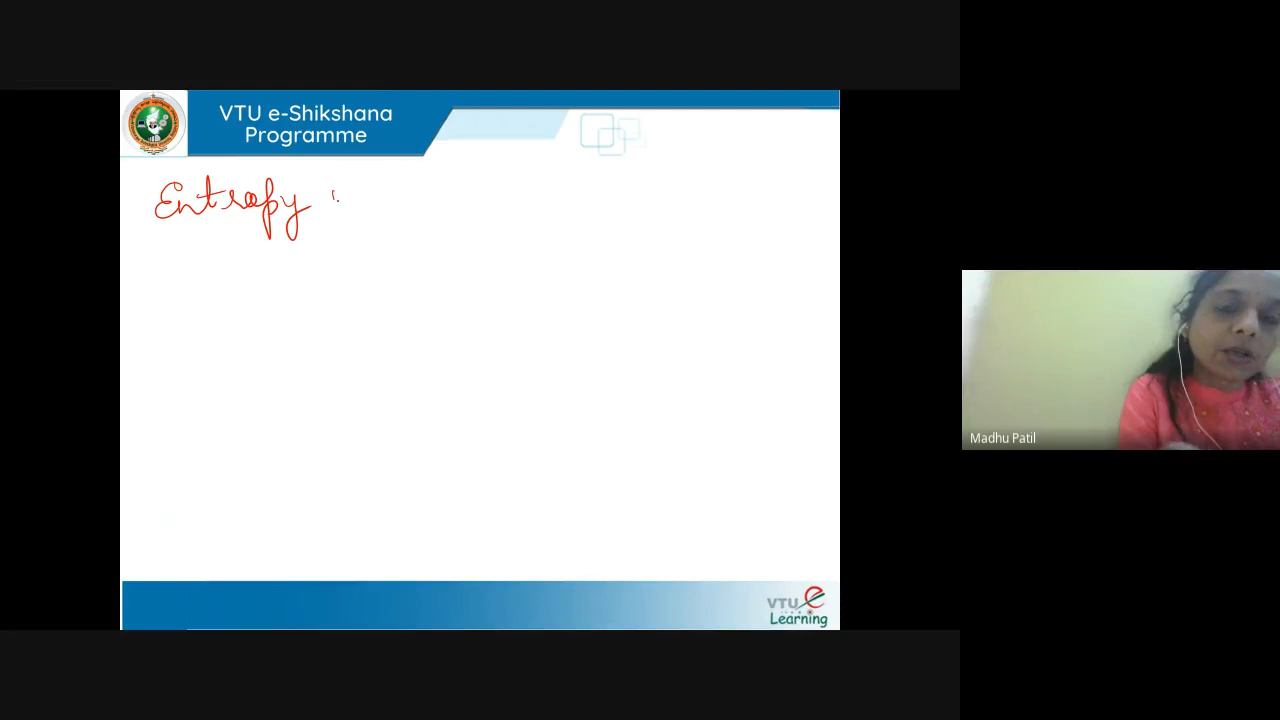 VTU e-Shikshana
Programme
Entropy :
Madhu Patil
VTU e
Learning